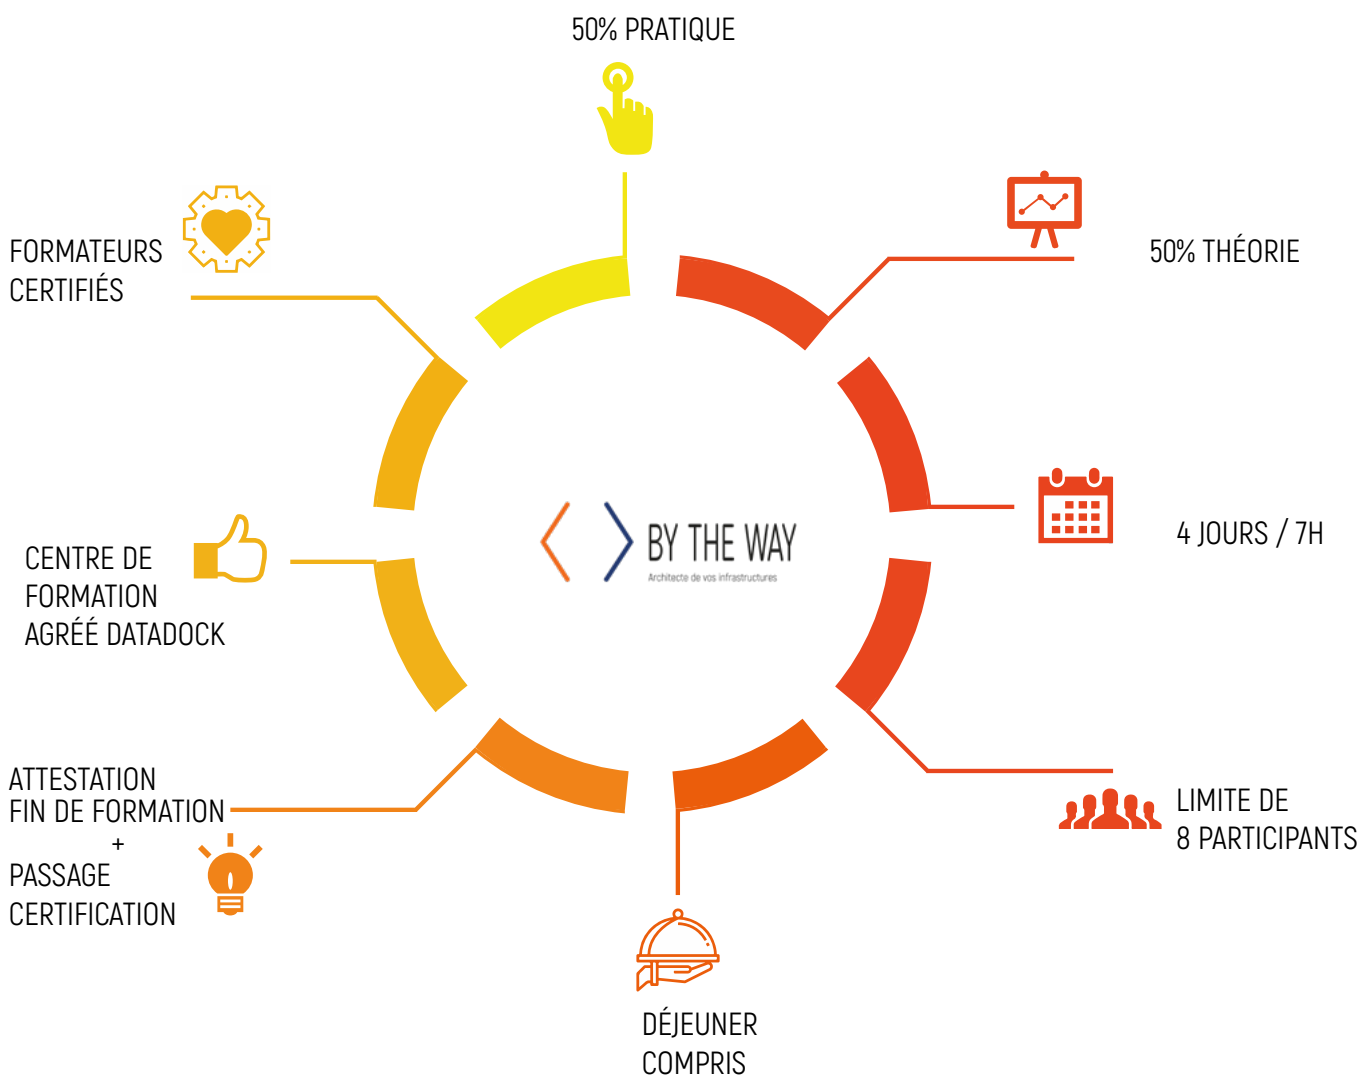 50% PRATIQUE
50% THÉORIE
4 JOURS / 7H
LIMITE DE
8 PARTICIPANTS
DÉJEUNER
COMPRIS
ATTESTATION
FIN DE FORMATION
+
PASSAGE
CERTIFICATION
CENTRE DE
FORMATION
AGRÉÉ DATADOCK
FORMATEURS
CERTIFIÉS
BY THE WAY
Architecte de vos infrastructures